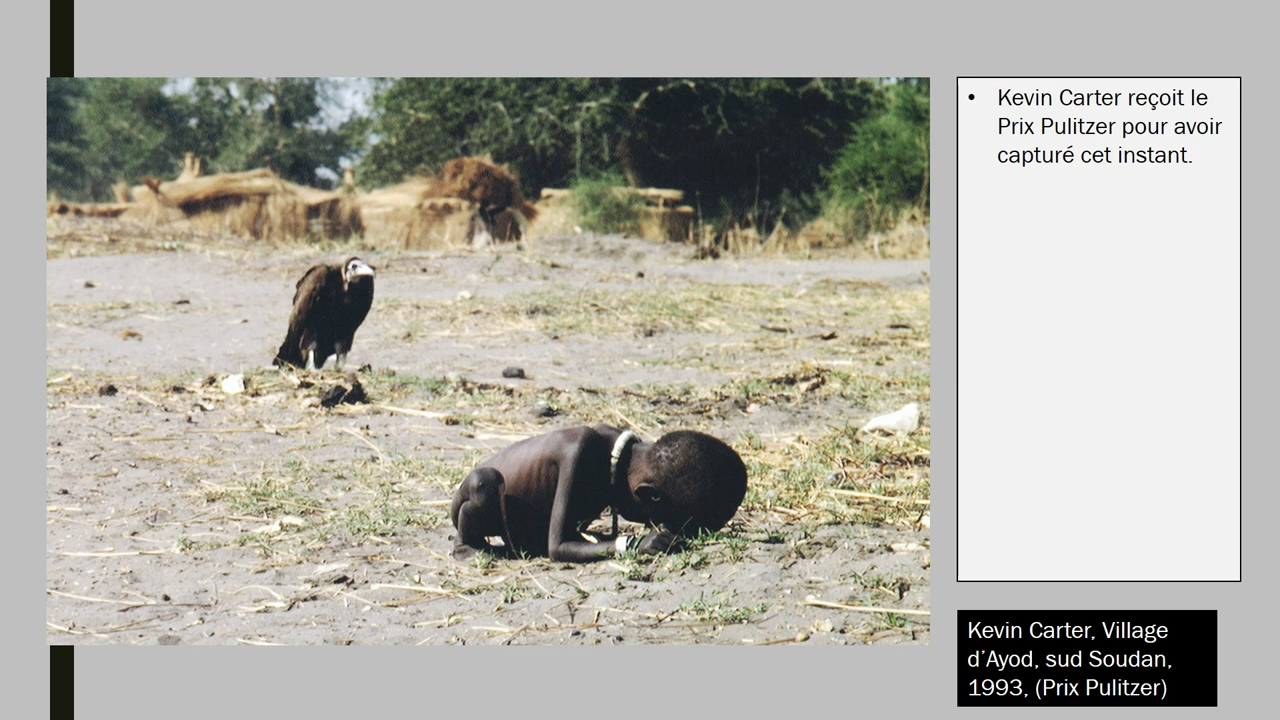 • Kevin Carter reçoit le
Prix Pulitzer pour avoir
capturé cet instant.
Kevin Carter, Village
d’Ayod, sud Soudan,
1993, (Prix Pulitzer)